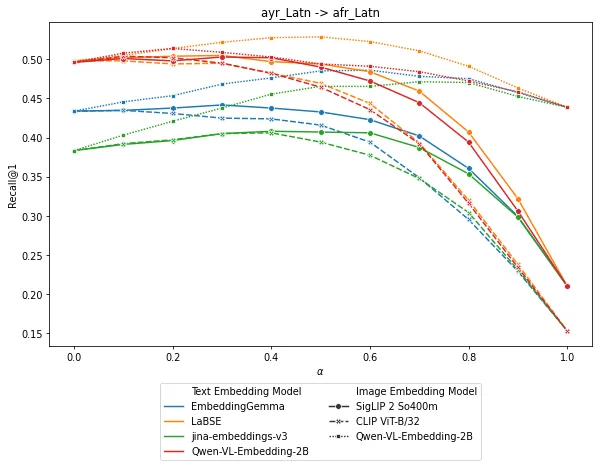 ayr_Latn -> afr_Latn
Recall@1
0.50
0.45
0.40
0.35
0.30
0.25
0.20
0.15
0.0 0.2 0.4 0.6 0.8 1.0
α
Text Embedding Model Image Embedding Model
EmbeddingGemma SigLIP 2 So400m
LaBSE CLIP ViT-B/32
jina-embeddings-v3 Qwen-VL-Embedding-2B
Qwen-VL-Embedding-2B